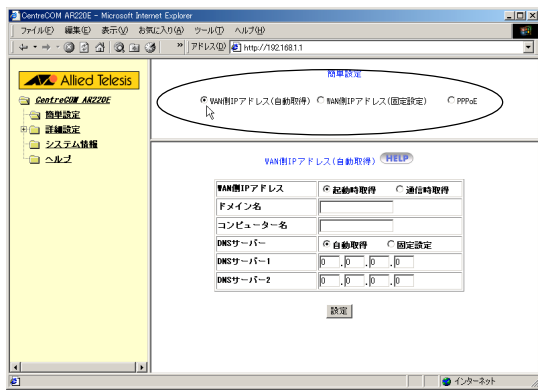 CentreCOM AR220E - Microsoft Internet Explorer
ファイル(F) 編集(E) 表示(V) お気に入り(A) ツール(T) ヘルプ(H)
アドレス(D) http://192.168.1.1
Allied Telesis
CentreCOM AR220E
簡単設定
詳細設定
システム情報
ヘルプ
簡単設定
WAN側IPアドレス(自動取得) WAN側IPアドレス(固定設定) PPPoE
WAN側IPアドレス(自動取得) HELP
WAN側IPアドレス 起動時取得 通信時取得
ドメイン名
コンピューター名
DNSサーバー 自動取得 固定設定
DNSサーバー1 0 . 0 . 0 . 0
DNSサーバー2 0 . 0 . 0 . 0
設定
インターネット